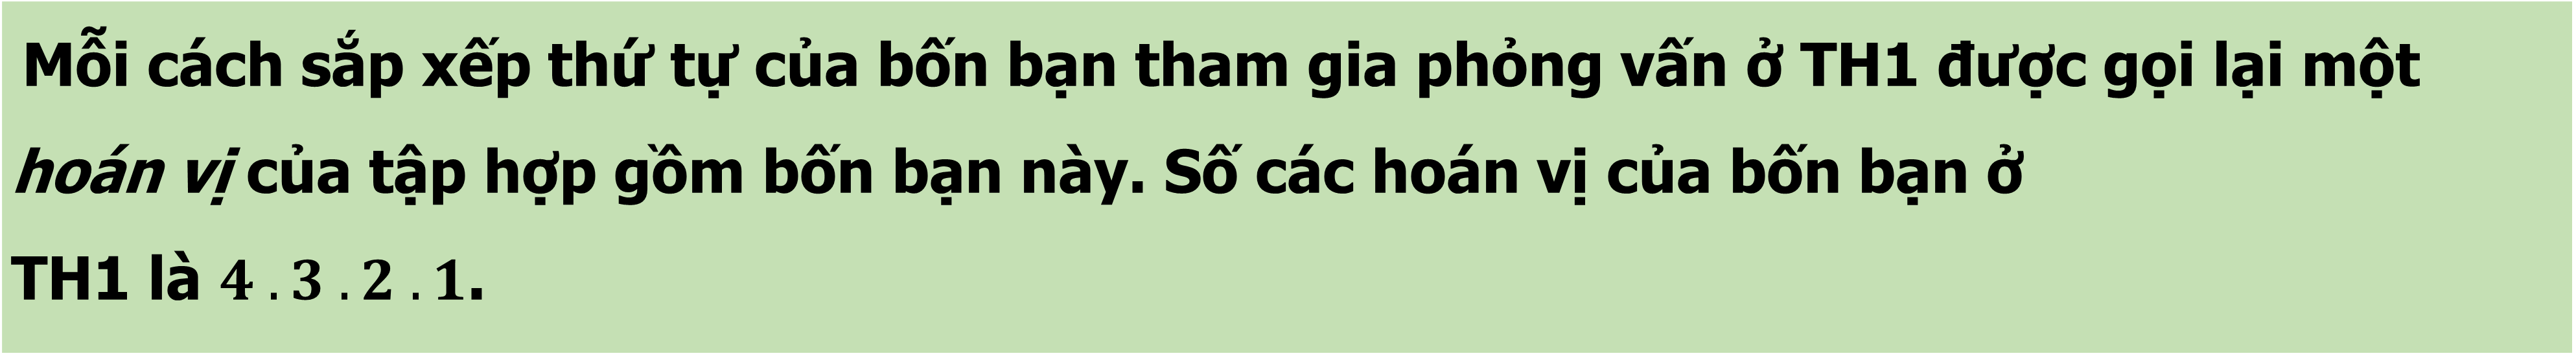 Mỗi cách sắp xếp thứ tự của bốn bạn tham gia phỏng vấn ở TH1 được gọi lại một
hoán vị của tập hợp gồm bốn bạn này. Số các hoán vị của bốn bạn ở
TH1 là 4 . 3 . 2 . 1.